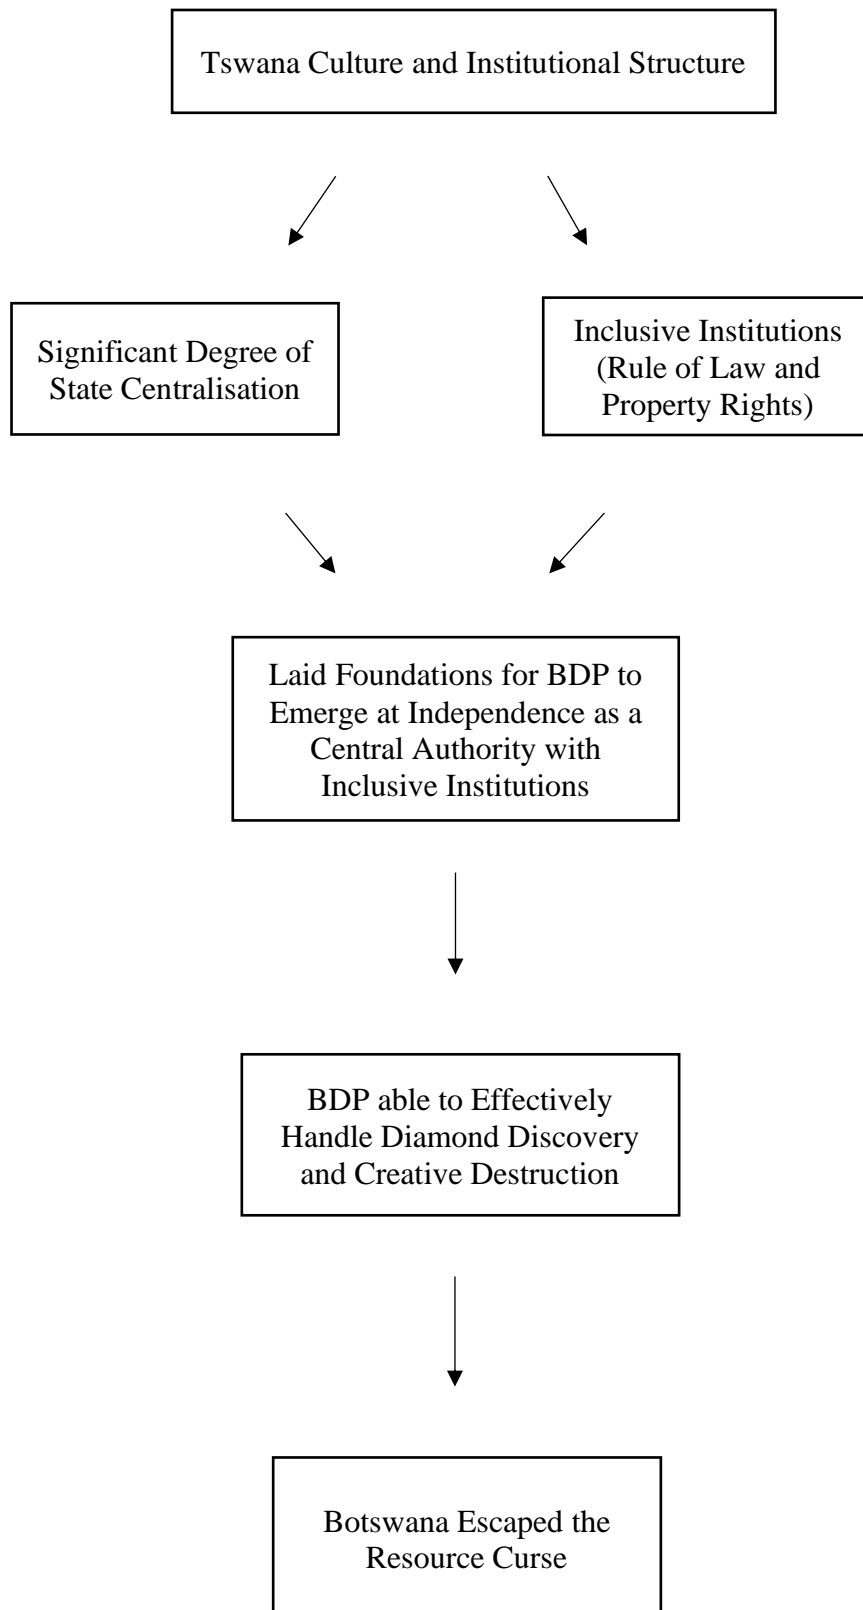 Tswana Culture and Institutional Structure
Significant Degree of
State Centralisation
Inclusive Institutions
(Rule of Law and
Property Rights)
Laid Foundations for BDP to
Emerge at Independence as a
Central Authority with
Inclusive Institutions
BDP able to Effectively
Handle Diamond Discovery
and Creative Destruction
Botswana Escaped the
Resource Curse